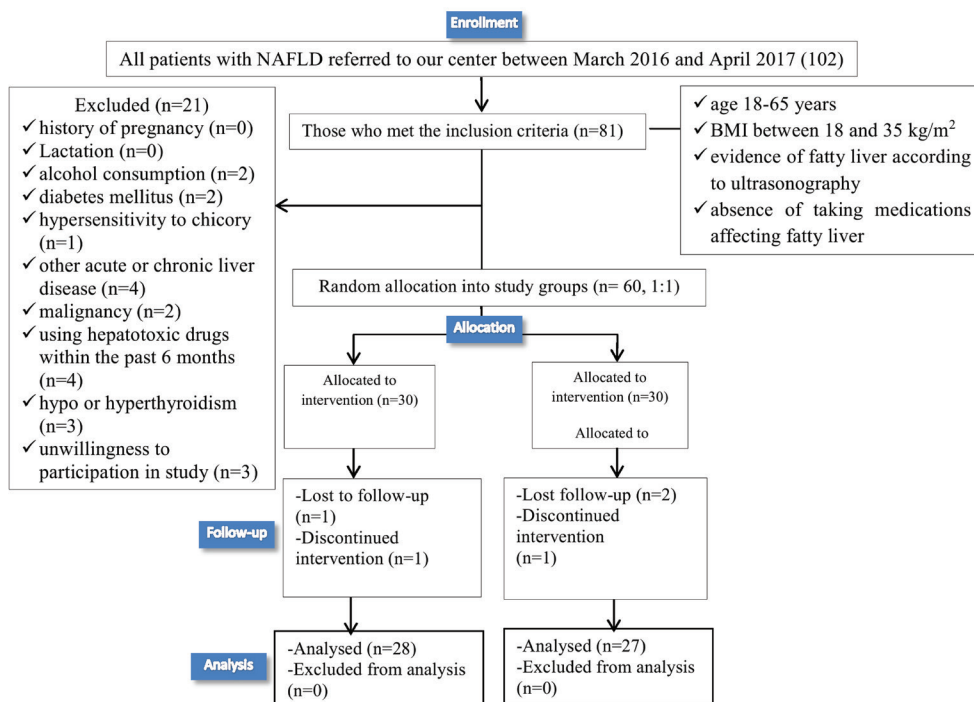 Enrollment
All patients with NAFLD referred to our center between March 2016 and April 2017 (102)
Excluded (n=21)
✓ history of pregnancy (n=0)
✓ Lactation (n=0)
✓ alcohol consumption (n=2)
✓ diabetes mellitus (n=2)
✓ hypersensitivity to chicory
(n=1)
✓ other acute or chronic liver
disease (n=4)
✓ malignancy (n=2)
✓ using hepatotoxic drugs
within the past 6 months
(n=4)
✓ hypo or hyperthyroidism
(n=3)
✓ unwillingness to
participation in study (n=3)
Those who met the inclusion criteria (n=81)
✓ age 18-65 years
✓ BMI between 18 and 35 kg/m²
✓ evidence of fatty liver according
to ultrasonography
✓ absence of taking medications
affecting fatty liver
Random allocation into study groups (n= 60, 1:1)
Allocation
Allocated to
intervention (n=30)
Allocated to
intervention (n=30)
Allocated to
Follow-up
-Lost to follow-up
(n=1)
-Discontinued
intervention (n=1)
-Lost follow-up (n=2)
-Discontinued
intervention
(n=1)
Analysis
-Analysed (n=28)
-Excluded from analysis
(n=0)
-Analysed (n=27)
-Excluded from analysis
(n=0)